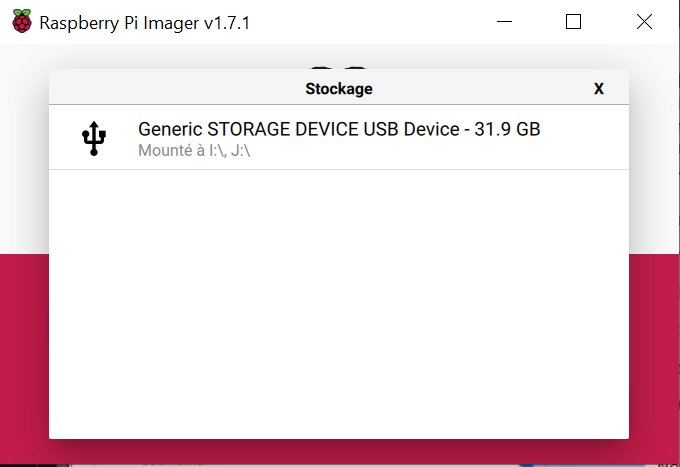 Raspberry Pi Imager v1.7.1
Stockage X
Generic STORAGE DEVICE USB Device - 31.9 GB
Mounté à I:\, J:\